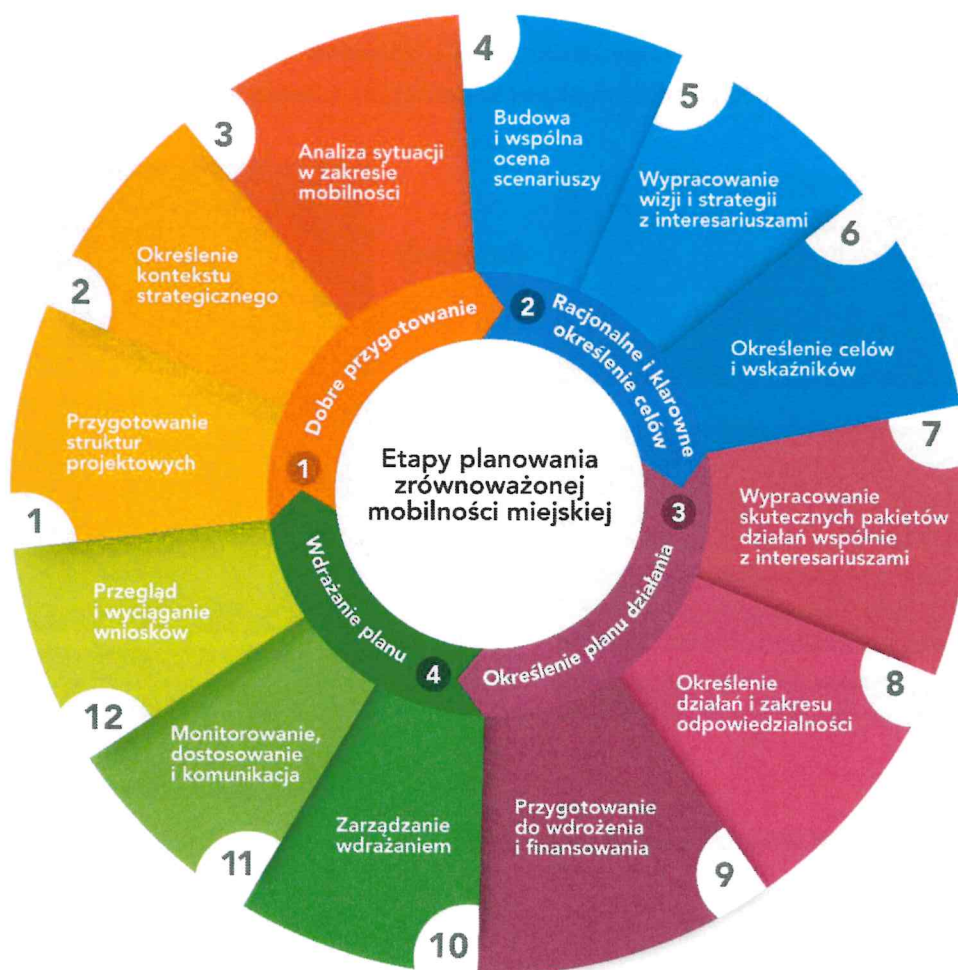 Etapy planowania
zrównoważonej
mobilności miejskiej
1
Dobre przygotowanie
1
Przygotowanie
struktur
projektowych
2
Określenie
kontekstu
strategicznego
3
Analiza sytuacji
w zakresie
mobilności
2
Racjonalne i klarowne
określenie celów
4
Budowa
i wspólna
ocena
scenariuszy
5
Wypracowanie
wizji i strategii
z interesariuszami
6
Określenie celów
i wskaźników
3
Określenie planu działania
7
Wypracowanie
skutecznych pakietów
działań wspólnie
z interesariuszami
8
Określenie
działań i zakresu
odpowiedzialności
9
Przygotowanie
do wdrożenia
i finansowania
4
Wdrażanie planu
10
Zarządzanie
wdrażaniem
11
Monitorowanie,
dostosowanie
i komunikacja
12
Przegląd
i wyciąganie
wniosków